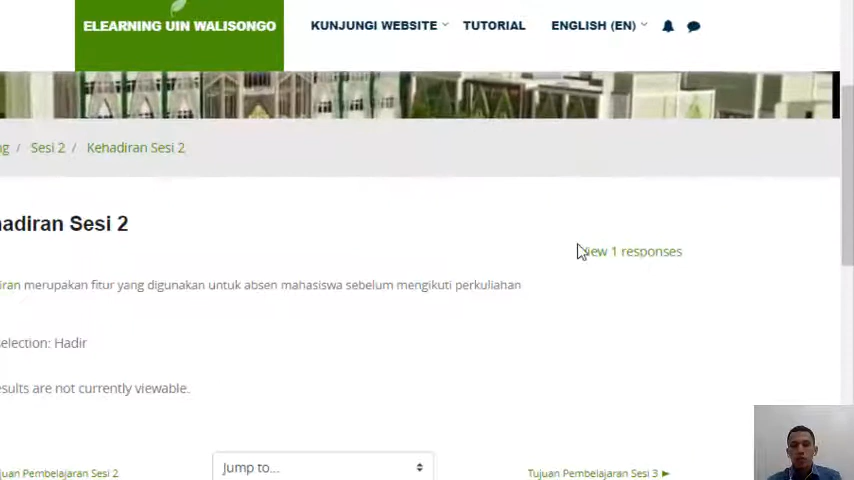 ELEARNING UIN WALISONGO
KUNJUNGI WEBSITE
TUTORIAL
ENGLISH (EN)
/ Sesi 2 / Kehadiran Sesi 2
adiran Sesi 2
iew 1 responses
iran merupakan fitur yang digunakan untuk absen mahasiswa sebelum mengikuti perkuliahan
election: Hadir
esults are not currently viewable.
juan Pembelajaran Sesi 2
Jump to...
Tujuan Pembelajaran Sesi 3 ►